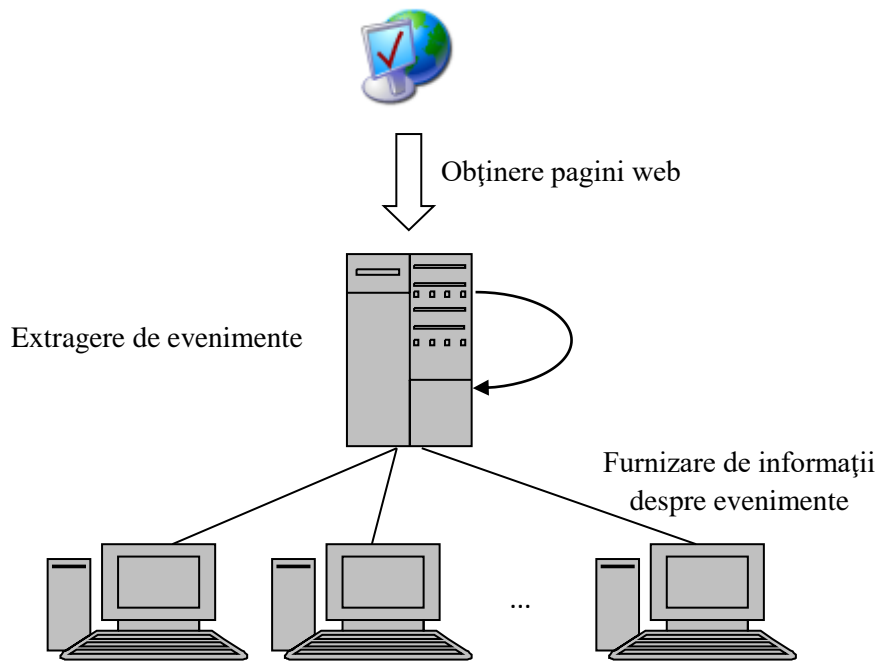 Obţinere pagini web
Extragere de evenimente
Furnizare de informaţii
despre evenimente
...